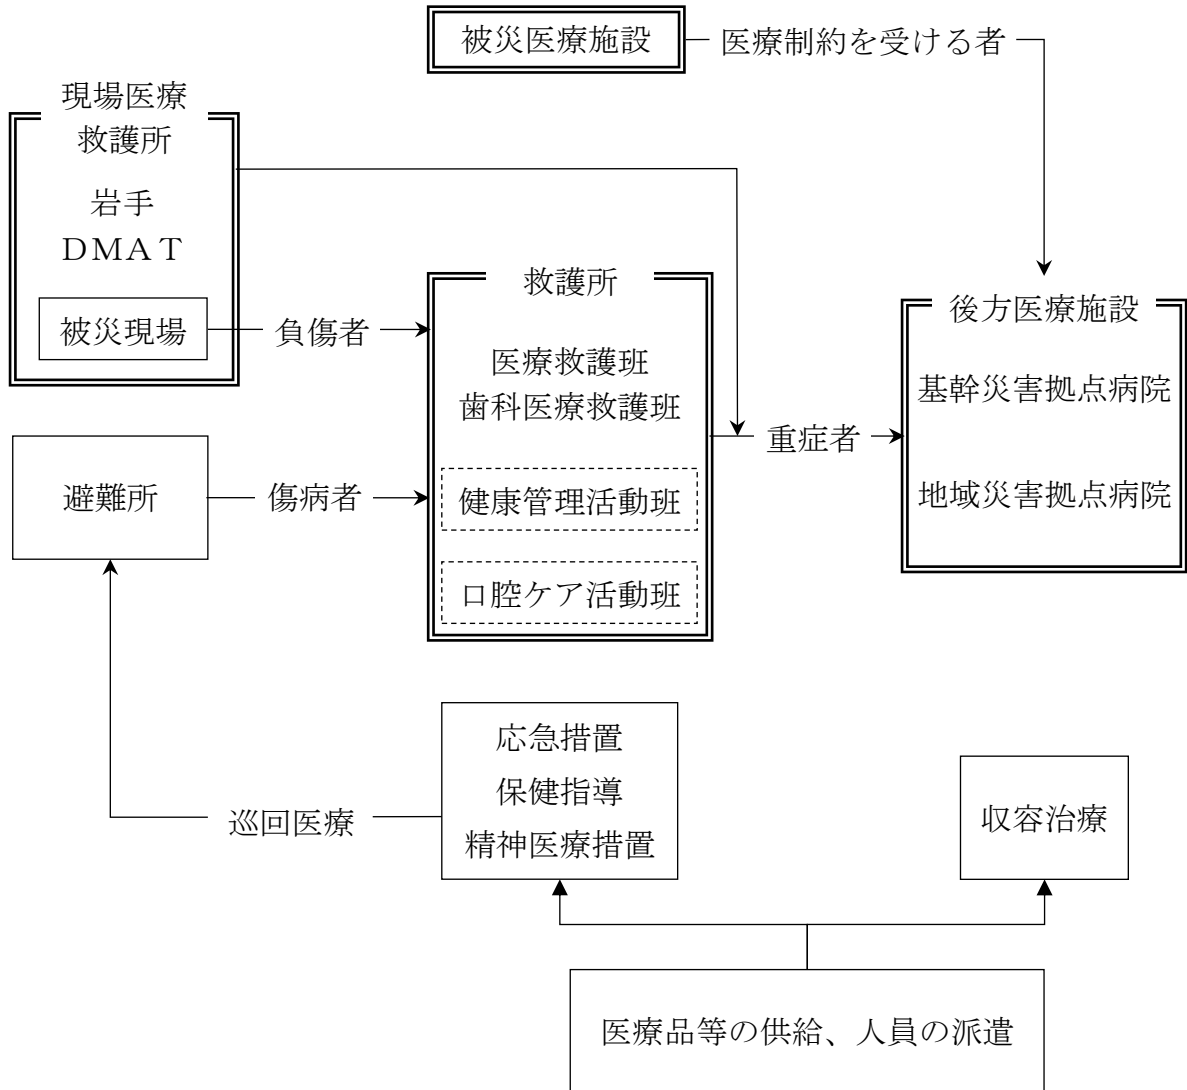 被災医療施設
医療制約を受ける者
現場医療
救護所
岩手
ＤＭＡＴ
被災現場
負傷者
救護所
医療救護班
歯科医療救護班
健康管理活動班
口腔ケア活動班
重症者
後方医療施設
基幹災害拠点病院
地域災害拠点病院
避難所
傷病者
巡回医療
応急措置
保健指導
精神医療措置
収容治療
医療品等の供給、人員の派遣